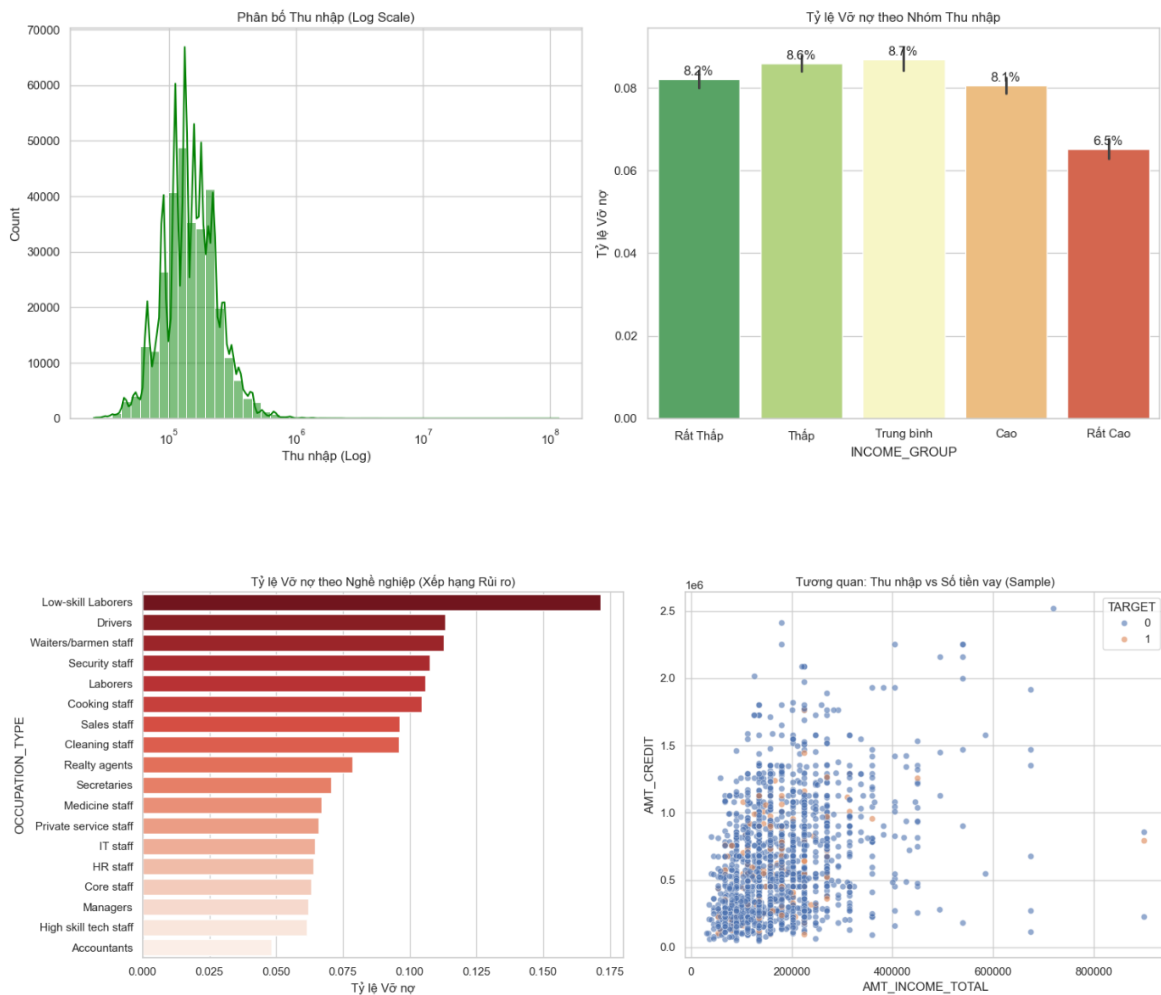 Phân bố Thu nhập (Log Scale)
70000
60000
50000
40000
30000
20000
10000
0
Count
10^5
10^6
10^7
10^8
Thu nhập (Log)
Tỷ lệ Vỡ nợ theo Nhóm Thu nhập
8.2%
8.6%
8.7%
8.1%
6.5%
0.08
0.06
0.04
0.02
0.00
Tỷ lệ Vỡ nợ
Rất Thấp
Thấp
Trung bình
Cao
Rất Cao
INCOME_GROUP
Tỷ lệ Vỡ nợ theo Nghề nghiệp (Xếp hạng Rủi ro)
OCCUPATION_TYPE
Low-skill Laborers
Drivers
Waiters/barmen staff
Security staff
Laborers
Cooking staff
Sales staff
Cleaning staff
Realty agents
Secretaries
Medicine staff
Private service staff
IT staff
HR staff
Core staff
Managers
High skill tech staff
Accountants
0.000
0.025
0.050
0.075
0.100
0.125
0.150
0.175
Tỷ lệ Vỡ nợ
Tương quan: Thu nhập vs Số tiền vay (Sample)
1e6
TARGET
0
1
2.5
2.0
1.5
1.0
0.5
0.0
AMT_CREDIT
0
200000
400000
600000
800000
AMT_INCOME_TOTAL